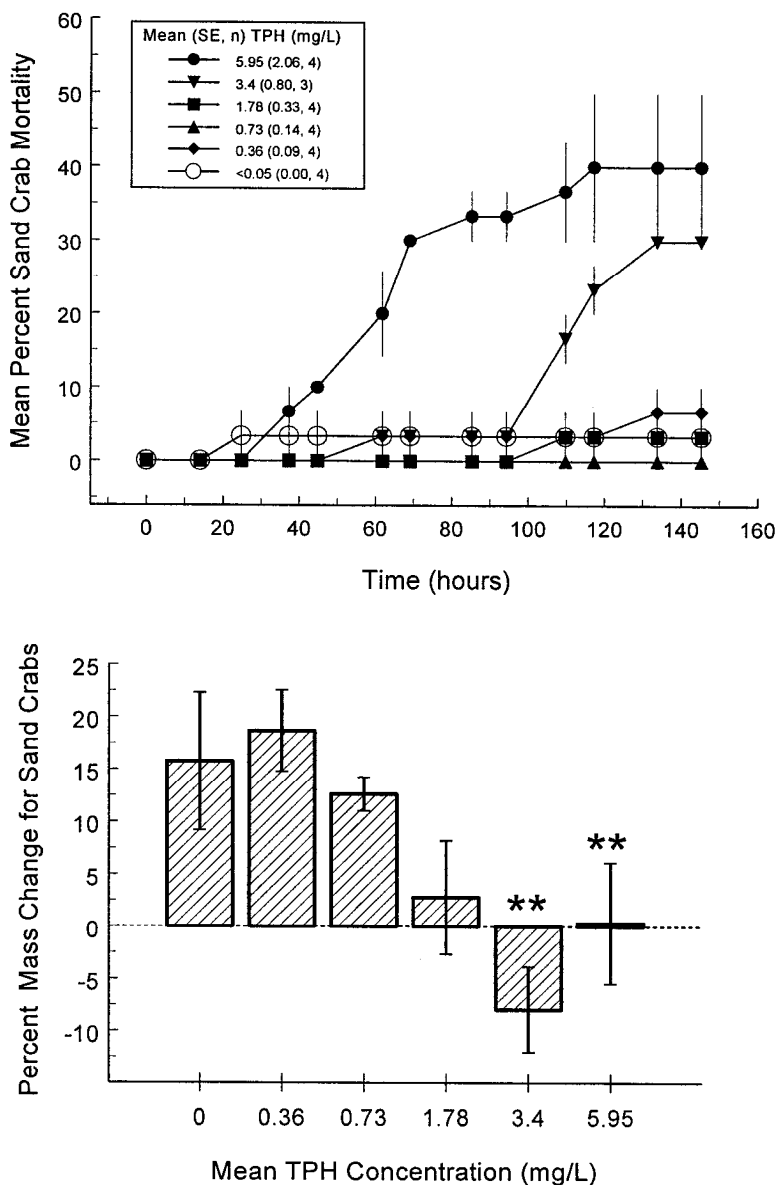 Mean Percent Sand Crab Mortality
60
50
40
30
20
10
0
Mean (SE, n) TPH (mg/L)
5.95 (2.06, 4)
3.4 (0.80, 3)
1.78 (0.33, 4)
0.73 (0.14, 4)
0.36 (0.09, 4)
<0.05 (0.00, 4)
0 20 40 60 80 100 120 140 160
Time (hours)
Percent Mass Change for Sand Crabs
25
20
15
10
5
0
-5
-10
**
**
0 0.36 0.73 1.78 3.4 5.95
Mean TPH Concentration (mg/L)